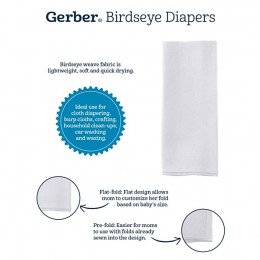 Gerber® Birdseye Diapers
Birdseye weave fabric is
lightweight, soft and quick drying.
Ideal use for
cloth diapering,
burp cloths, crafting,
household clean-ups,
car washing
and waxing.
Flat-fold: Flat design allows
mom to customize her fold
based on baby's size.
Pre-fold: Easier for moms
to use with folds already
sewn into the design.